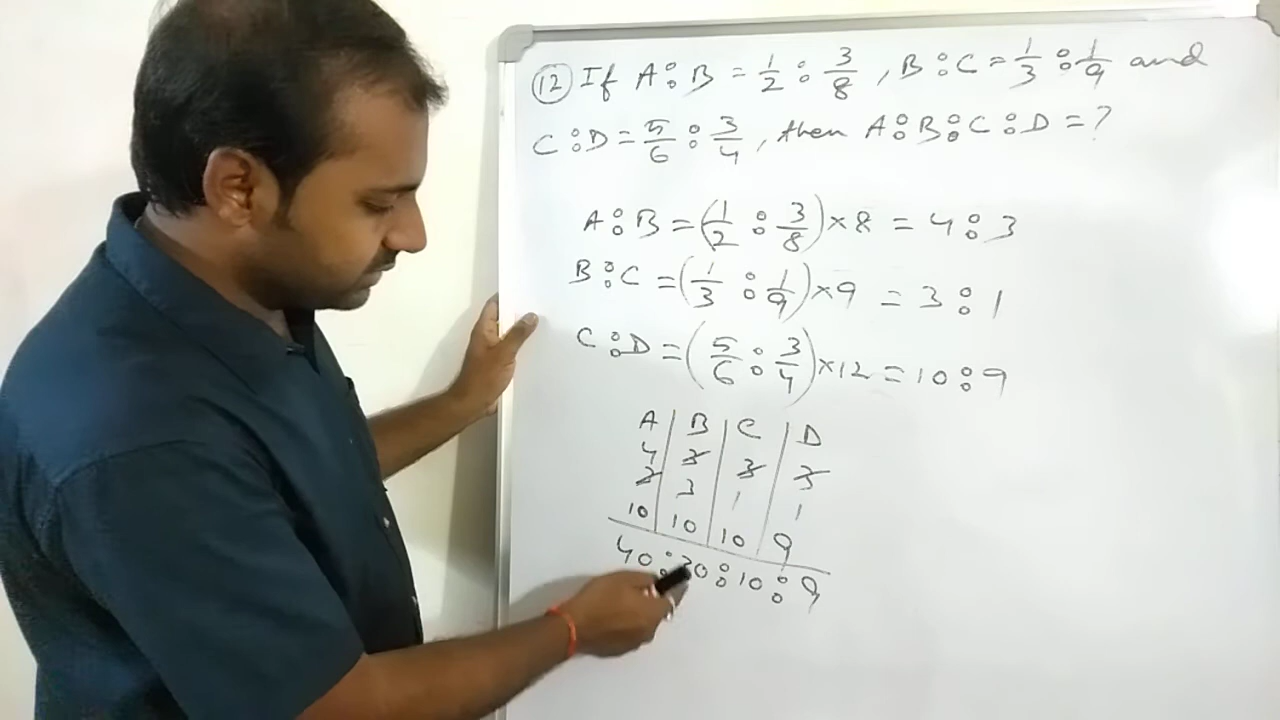 (12) If A:B = 1/2 : 3/8, B:C = 1/3 : 1/9 and
C:D = 5/6 : 3/4, then A:B:C:D = ?
A:B = (1/2 : 3/8) × 8 = 4:3
B:C = (1/3 : 1/9) × 9 = 3:1
C:D = (5/6 : 3/4) × 12 = 10:9
A | B | C | D
4 | 3 | 3 | 3
3 | 3 | 1 | 1
10 | 10 | 10 | 9
40 : 30 : 10 : 9